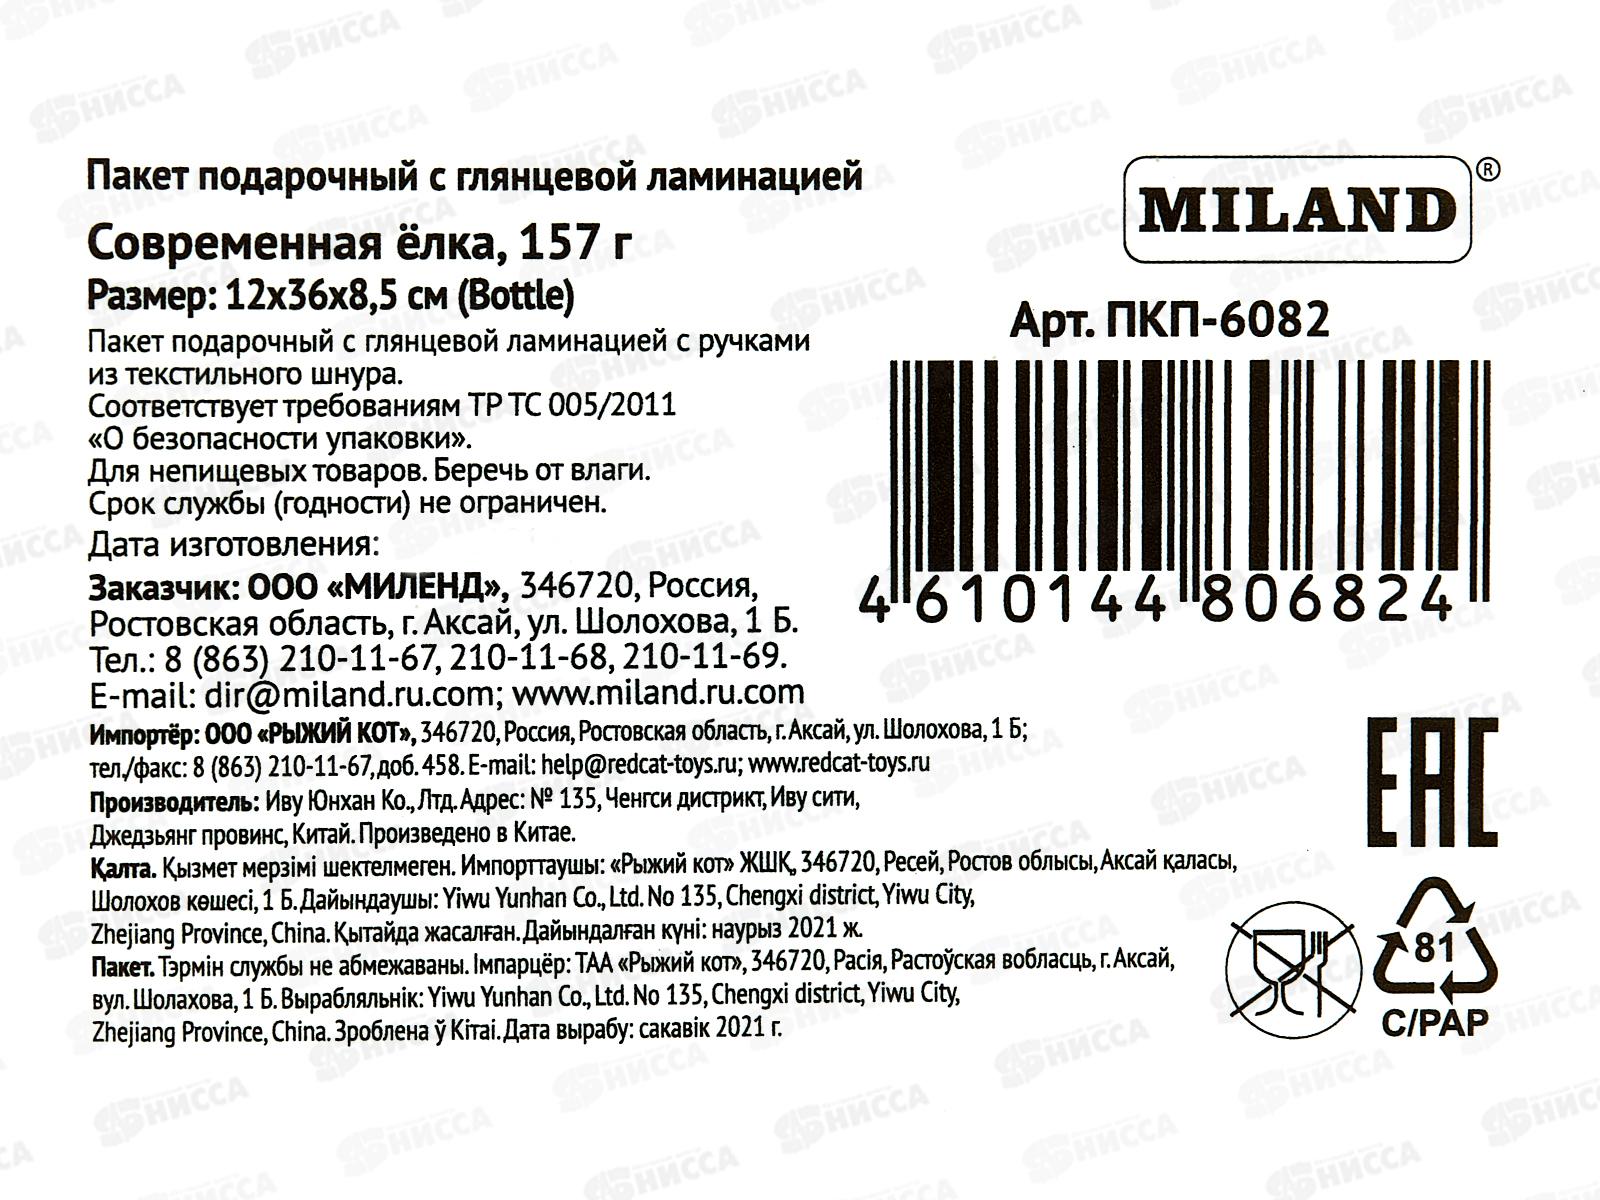 Пакет подарочный с глянцевой ламинацией
Современная ёлка, 157 г
Размер: 12х36х8,5 см (Bottle)
Пакет подарочный с глянцевой ламинацией с ручками
из текстильного шнура.
Соответствует требованиям ТР ТС 005/2011
«О безопасности упаковки».
Для непищевых товаров. Беречь от влаги.
Срок службы (годности) не ограничен.
Дата изготовления:
Заказчик: ООО «МИЛЕНД», 346720, Россия,
Ростовская область, г. Аксай, ул. Шолохова, 1 Б.
Тел.: 8 (863) 210-11-67, 210-11-68, 210-11-69.
E-mail: dir@miland.ru.com; www.miland.ru.com
Импортёр: ООО «РЫЖИЙ КОТ», 346720, Россия, Ростовская область, г. Аксай, ул. Шолохова, 1 Б;
тел./факс: 8 (863) 210-11-67, доб. 458. E-mail: help@redcat-toys.ru; www.redcat-toys.ru
Производитель: Иву Юнхан Ко., Лтд. Адрес: № 135, Ченгси дистрикт, Иву сити,
Джедзьянг провинс, Китай. Произведено в Китае.
Қалта. Қызмет мерзімі шектелмеген. Импорттаушы: «Рыжий кот» ЖШҚ, 346720, Ресей, Ростов облысы, Аксай қаласы,
Шолохов көшесі, 1 Б. Дайындаушы: Yiwu Yunhan Co., Ltd. No 135, Chengxi district, Yiwu City,
Zhejiang Province, China. Қытайда жасалған. Дайындалған күні: наурыз 2021 ж.
Пакет. Тэрмін службы не абмежаваны. Імпарцёр: ТАА «Рыжий кот», 346720, Расія, Растоўская вобласць, г. Аксай,
вул. Шолахова, 1 Б. Вырабляльнік: Yiwu Yunhan Co., Ltd. No 135, Chengxi district, Yiwu City,
Zhejiang Province, China. Зроблена ў Кітаі. Дата вырабу: сакавік 2021 г.
MILAND ®
Арт. ПКП-6082
4 610144 806824
EAC
81
C/PAP
АБНИССА